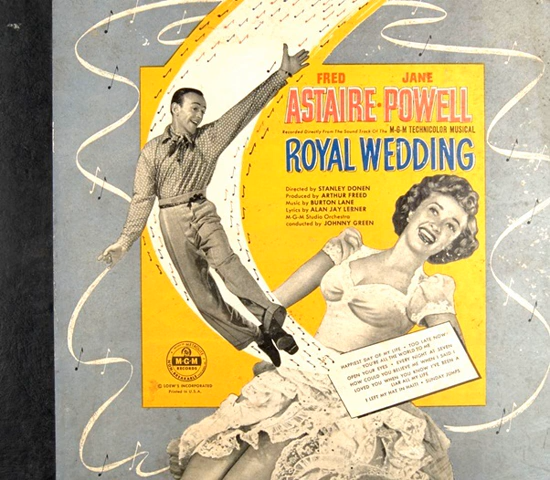 FRED JANE
ASTAIRE · POWELL
Recorded Directly From The Sound Track Of The M-G-M TECHNICOLOR MUSICAL
ROYAL WEDDING
Directed by STANLEY DONEN
Produced by ARTHUR FREED
Music by BURTON LANE
Lyrics by ALAN JAY LERNER
M-G-M Studio Orchestra
conducted by JOHNNY GREEN
HAPPIEST DAY OF MY LIFE • TOO LATE NOW
YOU'RE ALL THE WORLD TO ME
OPEN YOUR EYES • EVERY NIGHT AT SEVEN
HOW COULD YOU BELIEVE ME WHEN I SAID I
LOVED YOU WHEN YOU KNOW I'VE BEEN A
LIAR ALL MY LIFE
I LEFT MY HAT IN HAITI • SUNDAY JUMPS
M-G-M
RECORDS
© LOEW'S INCORPORATED
Printed in U.S.A.